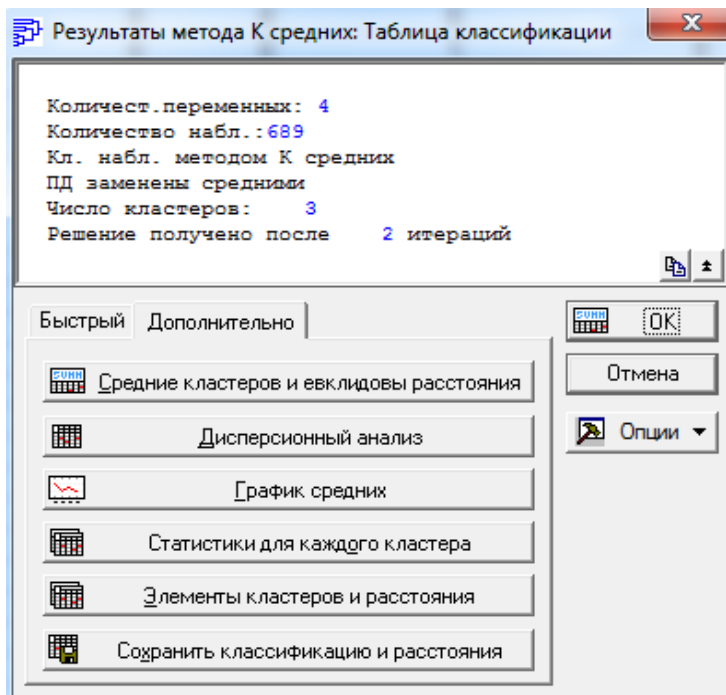 Результаты метода К средних: Таблица классификации
Количест.переменных: 4
Количество набл.:689
Кл. набл. методом К средних
ПД заменены средними
Число кластеров: 3
Решение получено после 2 итераций
Быстрый Дополнительно
SUMM OK
SUMM Средние кластеров и евклидовы расстояния
Отмена
Дисперсионный анализ
Опции
График средних
Статистики для каждого кластера
Элементы кластеров и расстояния
Сохранить классификацию и расстояния